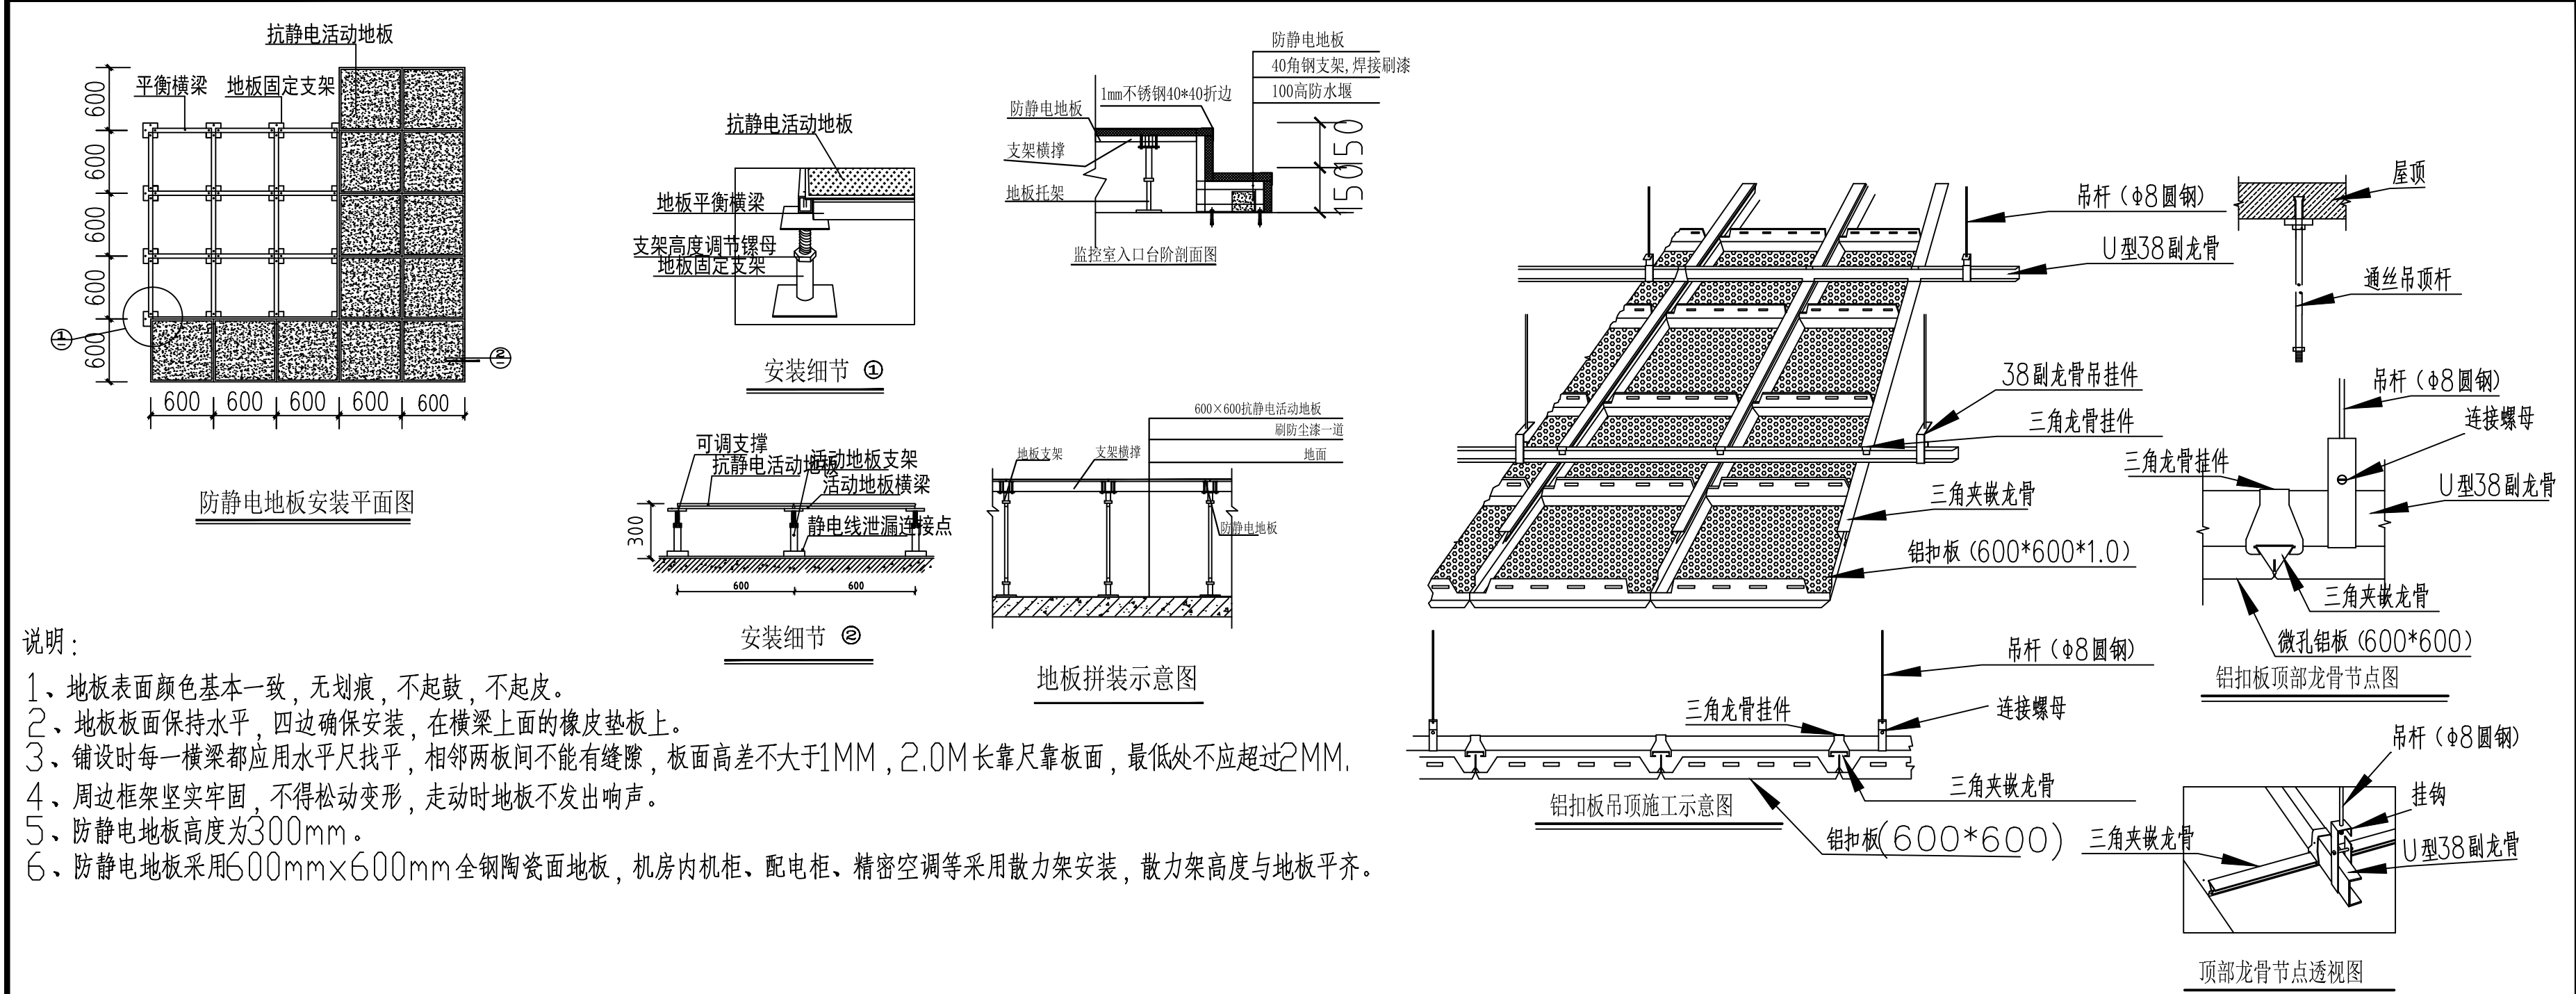 抗静电活动地板
平衡横梁
地板固定支架
600
600
600
600
600
1
2
600
600
600
600
600
防静电地板安装平面图
抗静电活动地板
地板平衡横梁
支架高度调节镙母
地板固定支架
安装细节 ①
可调支撑
抗静电活动地板
活动地板支架
活动地板横梁
静电线泄漏连接点
300
600
600
安装细节 ②
防静电地板
40角钢支架,焊接刷漆
100高防水堰
1mm不锈钢40*40折边
防静电地板
支架横撑
地板托架
150
150
监控室入口台阶剖面图
600×600抗静电活动地板
刷防尘漆一道
地面
地板支架
支架横撑
防静电地板
地板拼装示意图
说明：
1、地板表面颜色基本一致，无划痕，不起鼓，不起皮。
2、地板板面保持水平，四边确保安装，在横梁上面的橡皮垫板上。
3、铺设时每一横梁都应用水平尺找平，相邻两板间不能有缝隙，板面高差不大于1MM，2.0M长靠尺靠板面，最低处不应超过2MM.
4、周边框架坚实牢固，不得松动变形，走动时地板不发出响声。
5、防静电地板高度为300mm。
6、防静电地板采用600mmx600mm全钢陶瓷面地板，机房内机柜、配电柜、精密空调等采用散力架安装，散力架高度与地板平齐。
吊杆（Φ8圆钢）
U型38副龙骨
38副龙骨吊挂件
三角龙骨挂件
三角夹嵌龙骨
铝扣板（600*600*1.0）
吊杆（Φ8圆钢）
三角龙骨挂件
连接螺母
三角夹嵌龙骨
铝扣板(600*600)
铝扣板吊顶施工示意图
屋顶
通丝吊顶杆
吊杆（Φ8圆钢）
连接螺母
三角龙骨挂件
U型38副龙骨
三角夹嵌龙骨
微孔铝板（600*600）
铝扣板顶部龙骨节点图
吊杆（Φ8圆钢）
挂钩
三角夹嵌龙骨
U型38副龙骨
顶部龙骨节点透视图